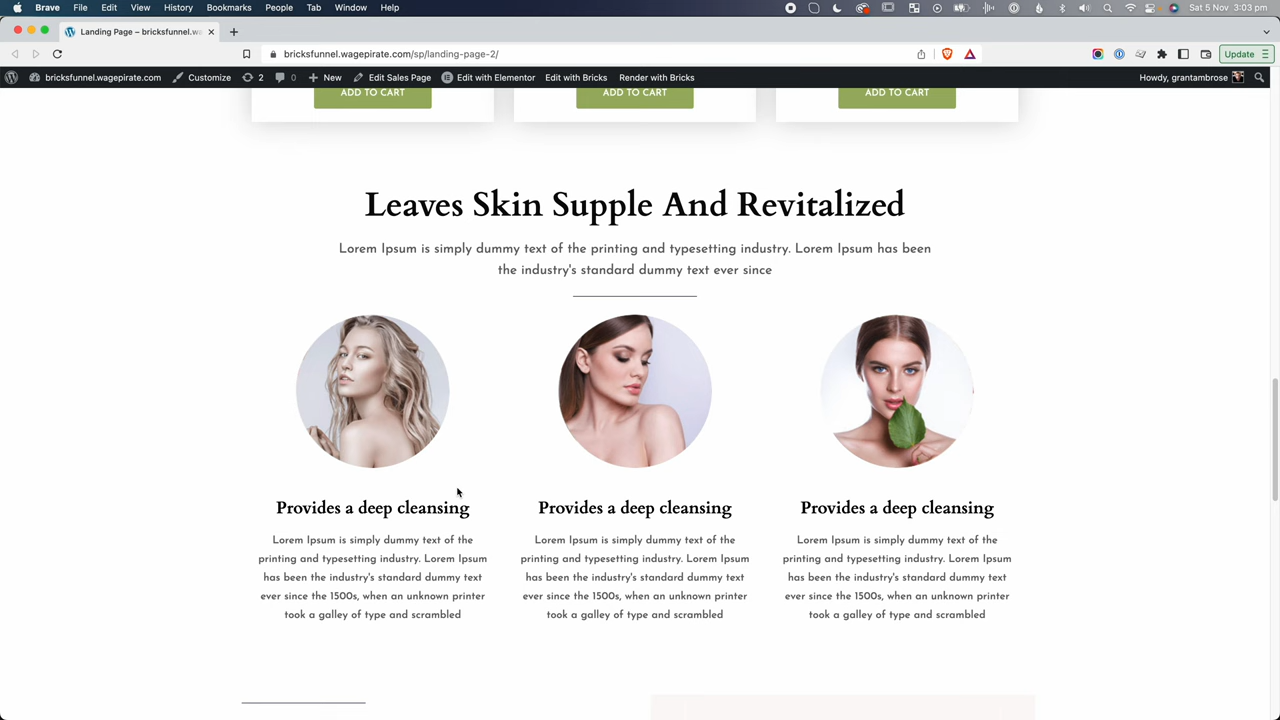 Brave File Edit View History Bookmarks People Tab Window Help Sat 5 Nov 3:03 pm
Landing Page – bricksfunnel.wa
bricksfunnel.wagepirate.com/sp/landing-page-2/ Update
bricksfunnel.wagepirate.com Customize 2 0 New Edit Sales Page Edit with Elementor Edit with Bricks Render with Bricks Howdy, grantambrose
ADD TO CART ADD TO CART ADD TO CART
Leaves Skin Supple And Revitalized
Lorem Ipsum is simply dummy text of the printing and typesetting industry. Lorem Ipsum has been
the industry's standard dummy text ever since
Provides a deep cleansing
Lorem Ipsum is simply dummy text of the
printing and typesetting industry. Lorem Ipsum
has been the industry's standard dummy text
ever since the 1500s, when an unknown printer
took a galley of type and scrambled
Provides a deep cleansing
Lorem Ipsum is simply dummy text of the
printing and typesetting industry. Lorem Ipsum
has been the industry's standard dummy text
ever since the 1500s, when an unknown printer
took a galley of type and scrambled
Provides a deep cleansing
Lorem Ipsum is simply dummy text of the
printing and typesetting industry. Lorem Ipsum
has been the industry's standard dummy text
ever since the 1500s, when an unknown printer
took a galley of type and scrambled